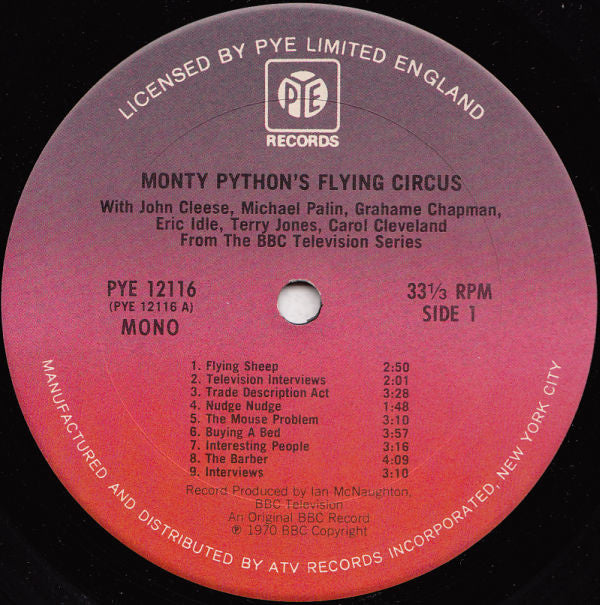 LICENSED BY PYE LIMITED ENGLAND
PYE
RECORDS
MONTY PYTHON'S FLYING CIRCUS
With John Cleese, Michael Palin, Grahame Chapman,
Eric Idle, Terry Jones, Carol Cleveland
From The BBC Television Series
PYE 12116
(PYE 12116 A)
MONO
33 1/3 RPM
SIDE 1
1. Flying Sheep 2:50
2. Television Interviews 2:01
3. Trade Description Act 3:28
4. Nudge Nudge 1:48
5. The Mouse Problem 3:10
6. Buying A Bed 3:57
7. Interesting People 3:16
8. The Barber 4:09
9. Interviews 3:10
Record Produced by Ian McNaughton,
BBC Television
An Original BBC Record
℗ 1970 BBC Copyright
MANUFACTURED AND DISTRIBUTED BY ATV RECORDS INCORPORATED, NEW YORK CITY